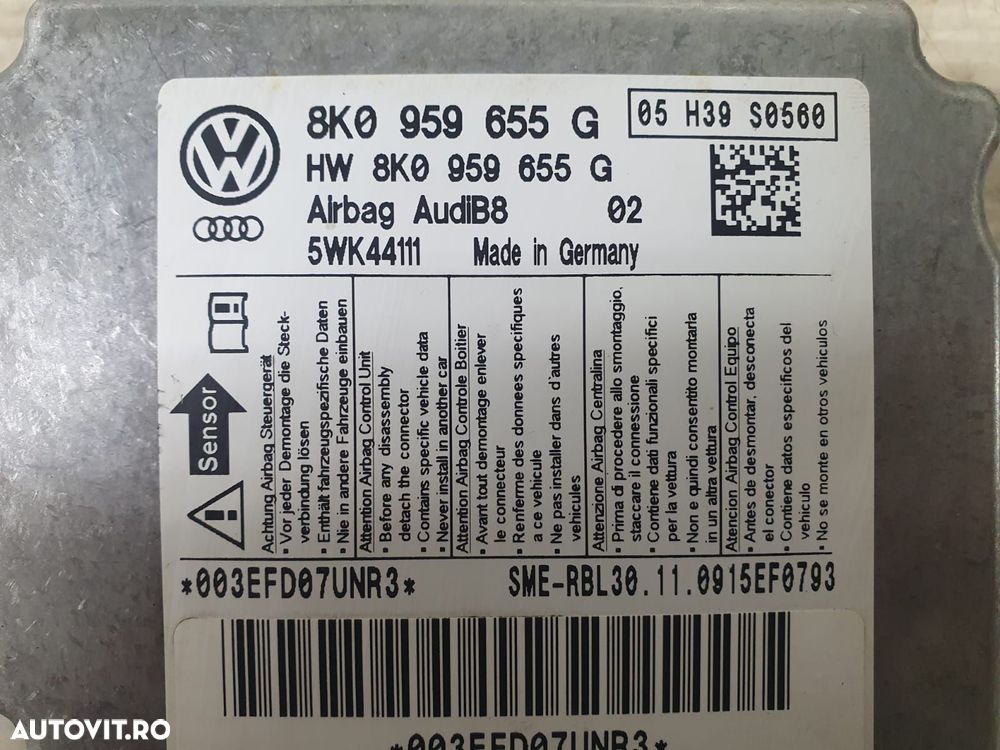 8K0 959 655 G
05 H39 S0560
HW 8K0 959 655 G
Airbag AudiB8 02
5WK44111 Made in Germany
Sensor
Achtung Airbag Steuergerät
• Vor jeder Demontage die Steck-
verbindung lösen
• Enthält fahrzeugspezifische Daten
• Nie in andere Fahrzeuge einbauen
Attention Airbag Control Unit
• Before any disassembly
detach the connector
• Contains specific vehicle data
• Never install in another car
Attention Airbag Controle Boitier
• Avant tout demontage enlever
le connecteur
• Renferme des donnees specifiques
a ce vehicule
• Ne pas installer dans d'autres
vehicules
Attenzione Airbag Centralina
• Prima di procedere allo smontaggio,
staccare il connessione
• Contiene dati funzionali specifici
per la vettura
• Non e quindi consentito montarla
in un altra vettura
Atencion Airbag Control Equipo
• Antes de desmontar, desconecta
el conector
• Contiene datos especificos del
vehiculo
• No se monte en otros vehiculos
*003EFD07UNR3*
SME-RBL30.11.0915EF0793
*003EFD07UNR3*
AUTOVIT.RO